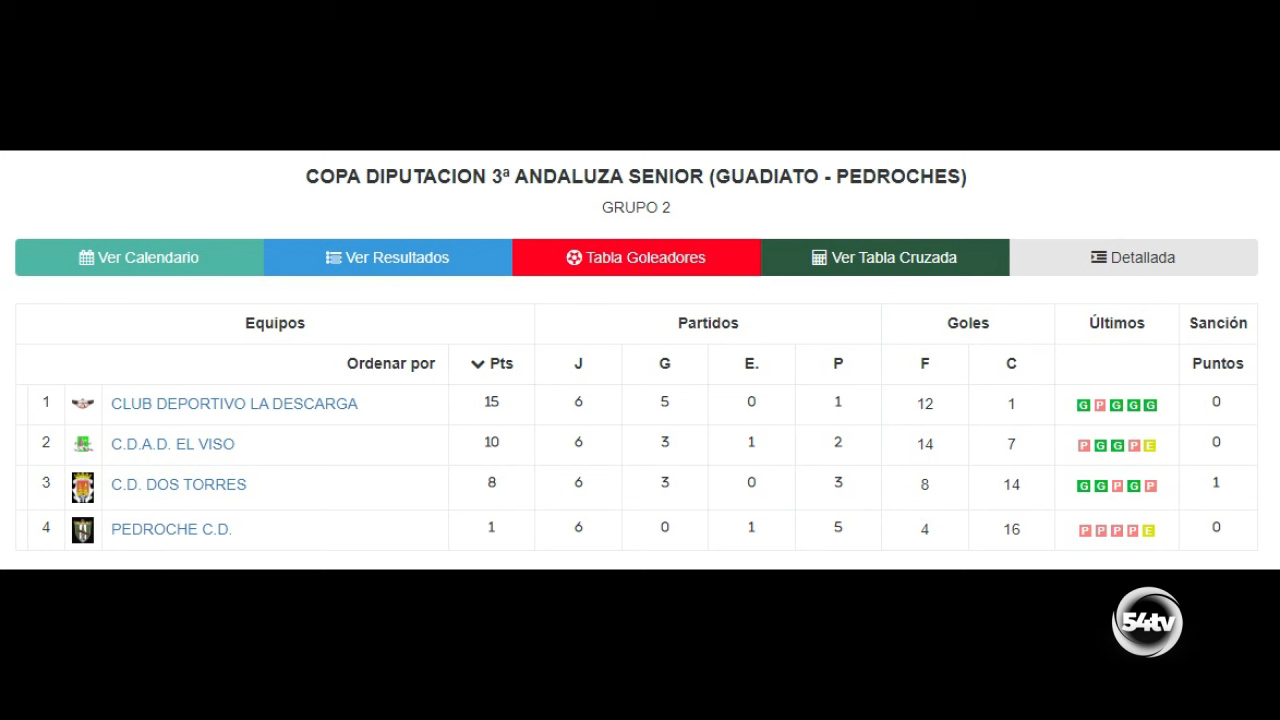 COPA DIPUTACION 3ª ANDALUZA SENIOR (GUADIATO - PEDROCHES)
GRUPO 2
Ver Calendario Ver Resultados Tabla Goleadores Ver Tabla Cruzada Detallada
Equipos Partidos Goles Últimos Sanción
Ordenar por Pts J G E. P F C Puntos
1 CLUB DEPORTIVO LA DESCARGA 15 6 5 0 1 12 1 G P G G G 0
2 C.D.A.D. EL VISO 10 6 3 1 2 14 7 P G G P E 0
3 C.D. DOS TORRES 8 6 3 0 3 8 14 G G P G P 1
4 PEDROCHE C.D. 1 6 0 1 5 4 16 P P P P E 0
54tv